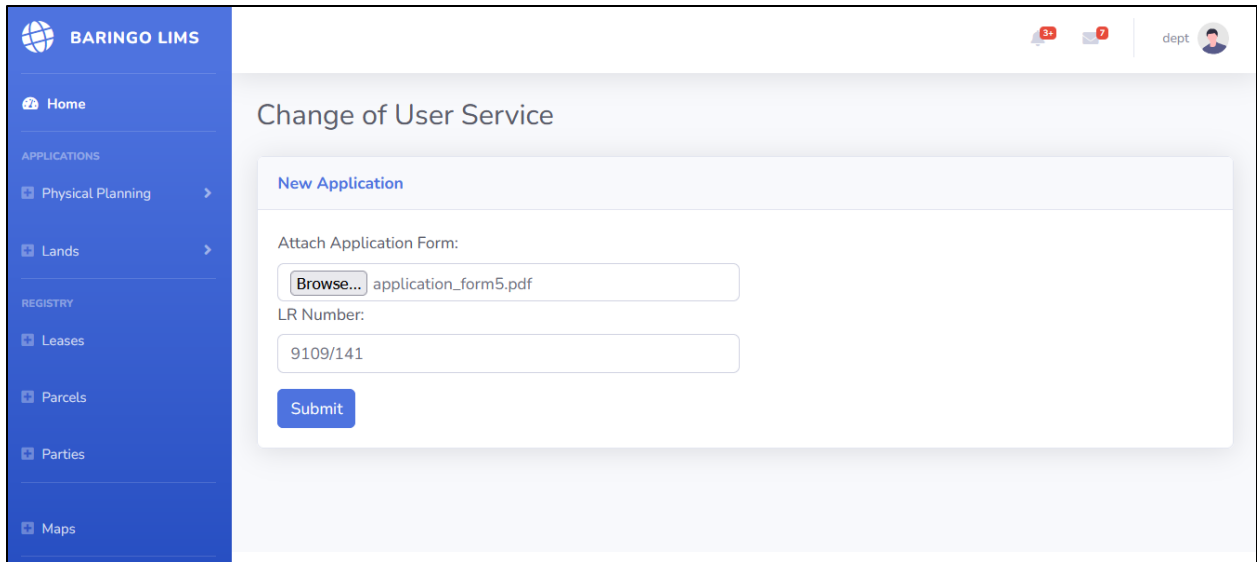 BARINGO LIMS
3+
7
dept
Home
APPLICATIONS
Physical Planning
Lands
REGISTRY
Leases
Parcels
Parties
Maps
Change of User Service
New Application
Attach Application Form:
Browse... application_form5.pdf
LR Number:
9109/141
Submit